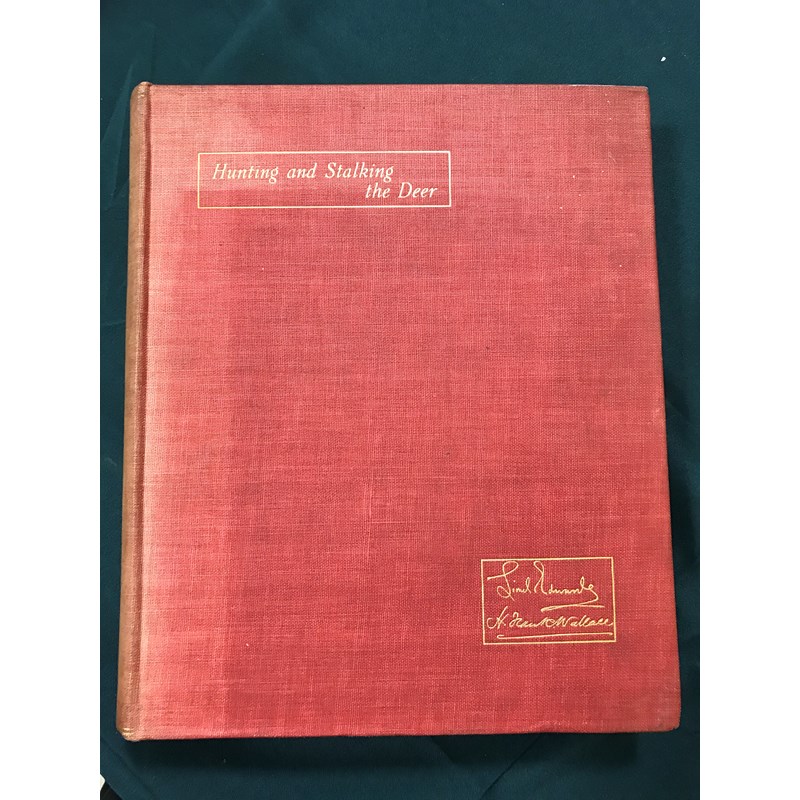 Hunting and Stalking
the Deer
Lionel Edwards
H. Frank Wallace